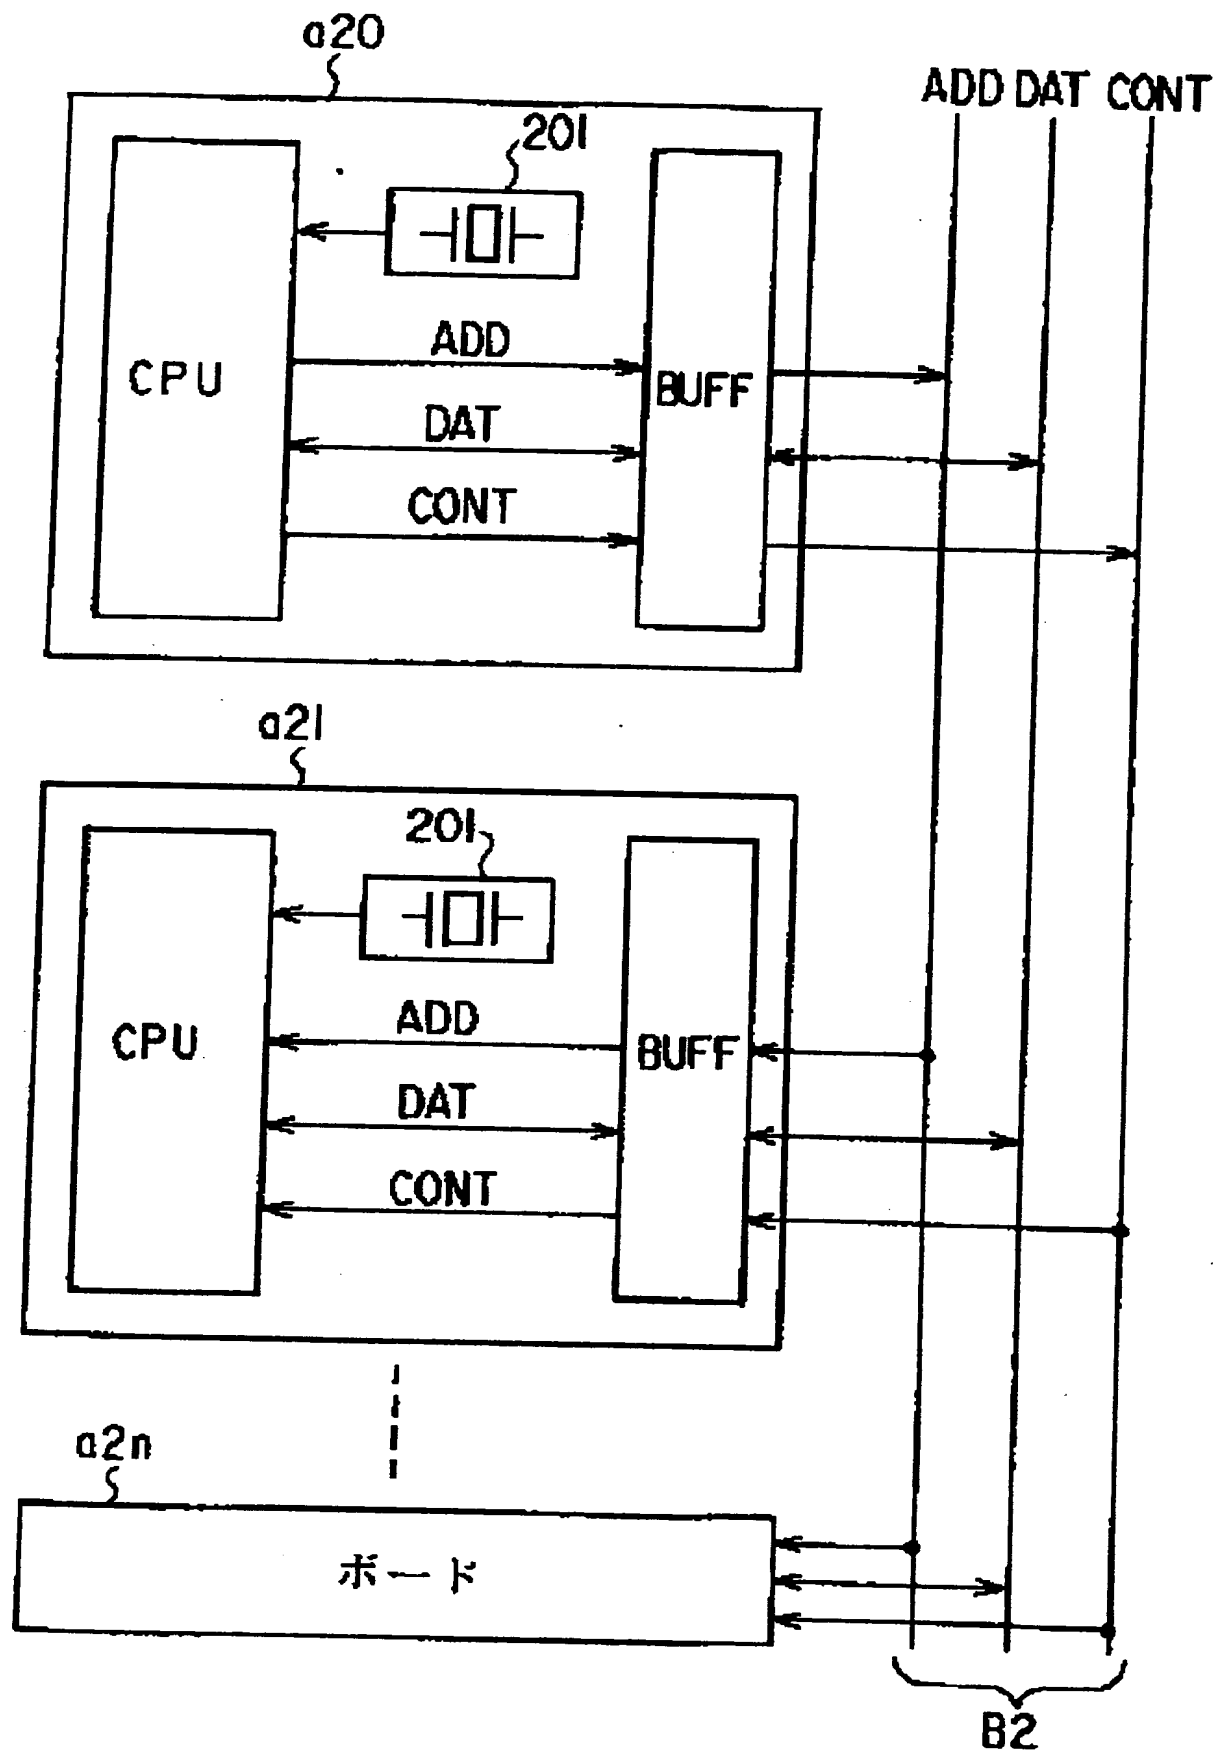 a20
ADD DAT CONT
201
CPU
ADD
DAT
CONT
BUFF
a21
201
CPU
ADD
DAT
CONT
BUFF
a2n
ボード
B2